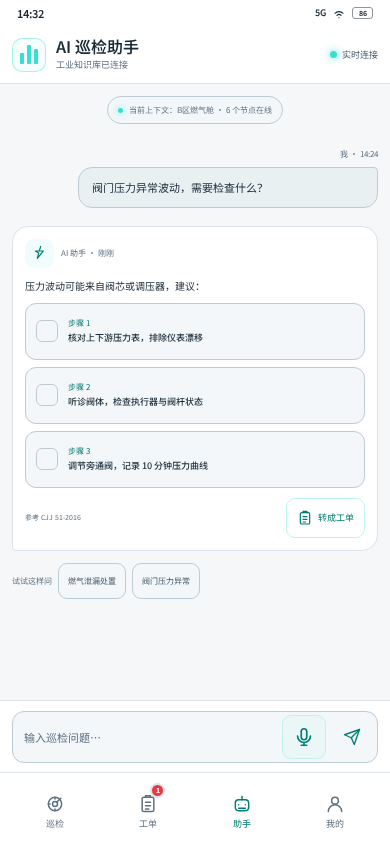 14:32
5G
86
AI 巡检助手
工业知识库已连接
实时连接
当前上下文：B区燃气舱 • 6 个节点在线
我 • 14:24
阀门压力异常波动，需要检查什么？
AI 助手 • 刚刚
压力波动可能来自阀芯或调压器，建议：
步骤 1
核对上下游压力表，排除仪表漂移
步骤 2
听诊阀体，检查执行器与阀杆状态
步骤 3
调节旁通阀，记录 10 分钟压力曲线
参考 CJJ 51-2016
转成工单
试试这样问
燃气泄漏处置
阀门压力异常
输入巡检问题…
1
巡检
工单
助手
我的